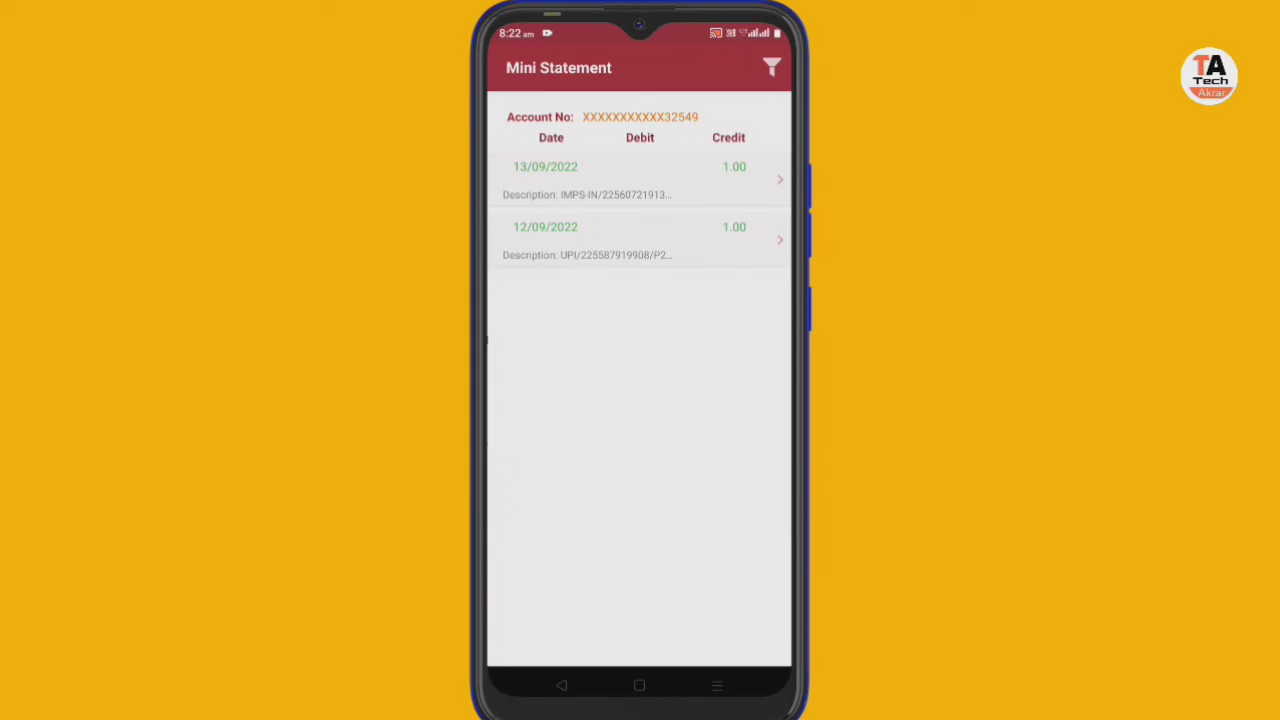 8:22 am
Mini Statement
TA
Tech
Akrar
Account No: XXXXXXXXXXX32549
Date Debit Credit
13/09/2022 1.00
Description: IMPS-IN/22560721913...
12/09/2022 1.00
Description: UPI/225587919908/P2...